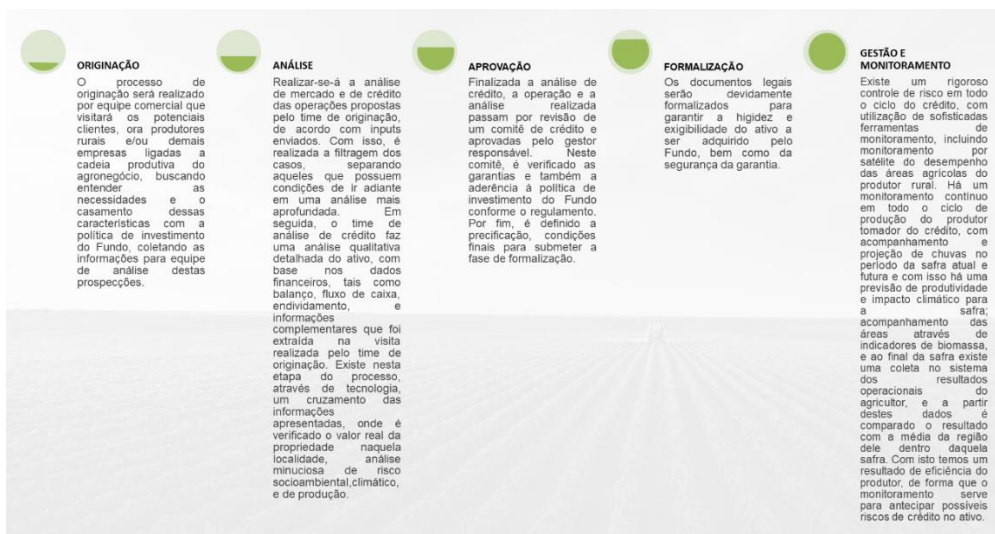 ORIGINAÇÃO
O processo de
originação será realizado
por equipe comercial que
visitará os potenciais
clientes, ora produtores
rurais e/ou demais
empresas ligadas a
cadeia produtiva do
agronegócio, buscando
entender as
necessidades e o
casamento dessas
características com a
política de investimento
do Fundo, coletando as
informações para equipe
de análise destas
prospecções.
ANÁLISE
Realizar-se-á a análise
de mercado e de crédito
das operações propostas
pelo time de originação,
de acordo com inputs
enviados. Com isso, é
realizada a filtragem dos
casos, separando
aqueles que possuem
condições de ir adiante
em uma análise mais
aprofundada. Em
seguida, o time de
análise de crédito faz
uma análise qualitativa
detalhada do ativo, com
base nos dados
financeiros, tais como
balanço, fluxo de caixa,
endividamento, e
informações
complementares que foi
extraída na visita
realizada pelo time de
originação. Existe nesta
etapa do processo,
através de tecnologia,
um cruzamento das
informações
apresentadas, onde é
verificado o valor real da
propriedade naquela
localidade, análise
minuciosa de risco
socioambiental,climático,
e de produção.
APROVAÇÃO
Finalizada a análise de
crédito, a operação e a
análise realizada
passam por revisão de
um comitê de crédito e
aprovadas pelo gestor
responsável. Neste
comitê, é verificado as
garantias e também a
aderência à política de
investimento do Fundo
conforme o regulamento.
Por fim, é definido a
precificação, condições
finais para submeter a
fase de formalização.
FORMALIZAÇÃO
Os documentos legais
serão devidamente
formalizados para
garantir a higidez e
exigibilidade do ativo a
ser adquirido pelo
Fundo, bem como da
segurança da garantia.
GESTÃO E
MONITORAMENTO
Existe um rigoroso
controle de risco em todo
o ciclo do crédito, com
utilização de sofisticadas
ferramentas de
monitoramento, incluindo
monitoramento por
satélite do desempenho
das áreas agrícolas do
produtor rural. Há um
monitoramento contínuo
em todo o ciclo de
produção do produtor
tomador do crédito, com
acompanhamento e
projeção de chuvas no
período da safra atual e
futura e com isso há uma
previsão de produtividade
e impacto climático para
a safra;
acompanhamento das
áreas através de
indicadores de biomassa,
e ao final da safra existe
uma coleta no sistema
dos resultados
operacionais do
agricultor, e a partir
destes dados é
comparado o resultado
com a média da região
dele dentro daquela
safra. Com isto temos um
resultado de eficiência do
produtor, de forma que o
monitoramento serve
para antecipar possíveis
riscos de crédito no ativo.